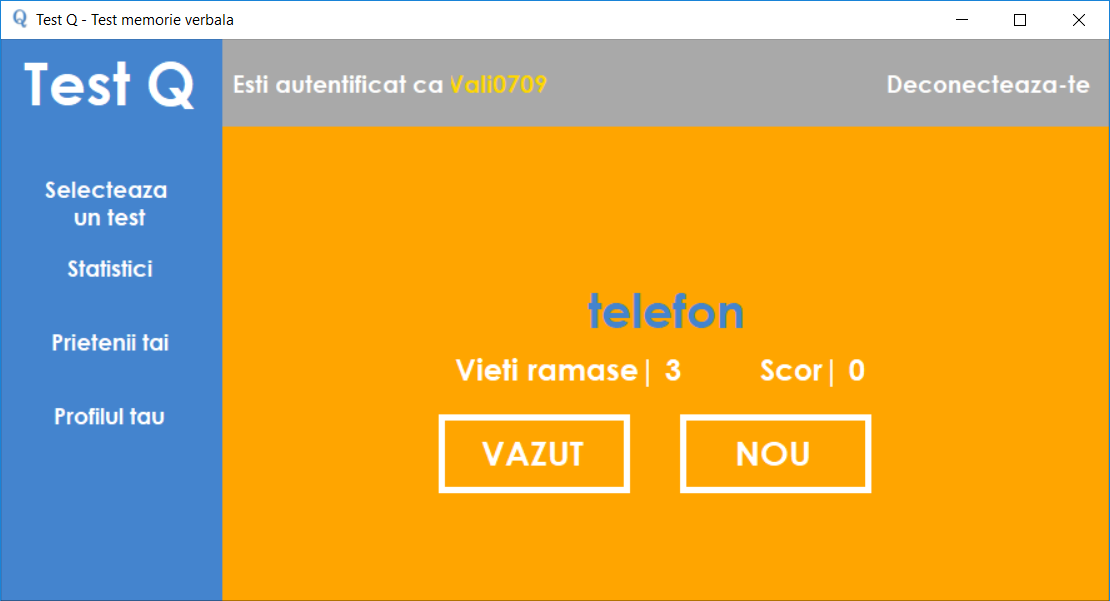 Test Q - Test memorie verbala
Test Q
Esti autentificat ca Vali0709
Deconecteaza-te
Selecteaza
un test
Statistici
Prietenii tai
Profilul tau
telefon
Vieti ramase| 3
Scor| 0
VAZUT
NOU